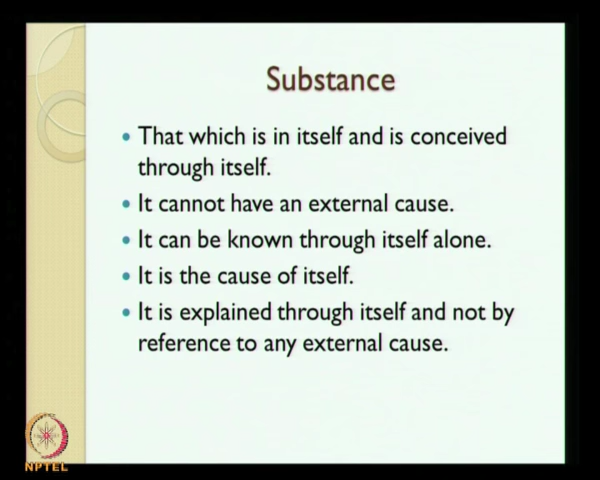 Substance
• That which is in itself and is conceived
through itself.
• It cannot have an external cause.
• It can be known through itself alone.
• It is the cause of itself.
• It is explained through itself and not by
reference to any external cause.
NPTEL